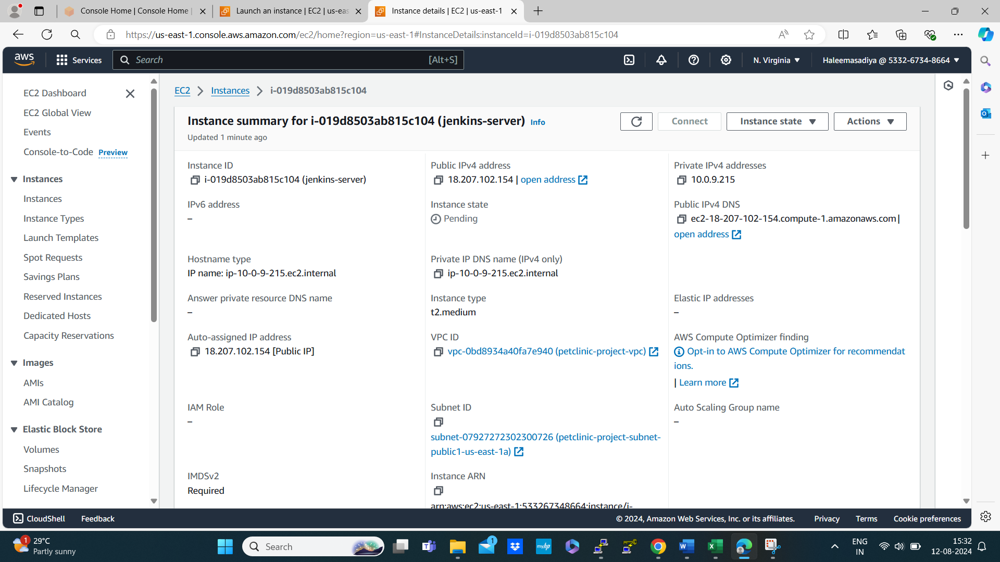 Console Home | Console Home |
Launch an instance | EC2 | us-eas
Instance details | EC2 | us-east-1
https://us-east-1.console.aws.amazon.com/ec2/home?region=us-east-1#InstanceDetails:instanceId=i-019d8503ab815c104
aws
Services
Search
[Alt+S]
N. Virginia
Haleemasadiya @ 5332-6734-8664
EC2 Dashboard
EC2 Global View
Events
Console-to-Code Preview
Instances
Instances
Instance Types
Launch Templates
Spot Requests
Savings Plans
Reserved Instances
Dedicated Hosts
Capacity Reservations
Images
AMIs
AMI Catalog
Elastic Block Store
Volumes
Snapshots
Lifecycle Manager
EC2 > Instances > i-019d8503ab815c104
Instance summary for i-019d8503ab815c104 (jenkins-server) Info
Updated 1 minute ago
Connect
Instance state
Actions
Instance ID
i-019d8503ab815c104 (jenkins-server)
Public IPv4 address
18.207.102.154 | open address
Private IPv4 addresses
10.0.9.215
IPv6 address
–
Instance state
Pending
Public IPv4 DNS
ec2-18-207-102-154.compute-1.amazonaws.com |
open address
Hostname type
IP name: ip-10-0-9-215.ec2.internal
Private IP DNS name (IPv4 only)
ip-10-0-9-215.ec2.internal
Answer private resource DNS name
–
Instance type
t2.medium
Elastic IP addresses
–
Auto-assigned IP address
18.207.102.154 [Public IP]
VPC ID
vpc-0bd8934a40fa7e940 (petclinic-project-vpc)
AWS Compute Optimizer finding
Opt-in to AWS Compute Optimizer for recommendat
ions.
| Learn more
IAM Role
–
Subnet ID
subnet-07927272302300726 (petclinic-project-subnet-
public1-us-east-1a)
Auto Scaling Group name
–
IMDSv2
Required
Instance ARN
arn:aws:ec2:us-east-1:533267348664:instance/i-
CloudShell
Feedback
© 2024, Amazon Web Services, Inc. or its affiliates.
Privacy
Terms
Cookie preferences
1
29°C
Partly sunny
Search
1
myhp
ENG
IN
15:32
12-08-2024